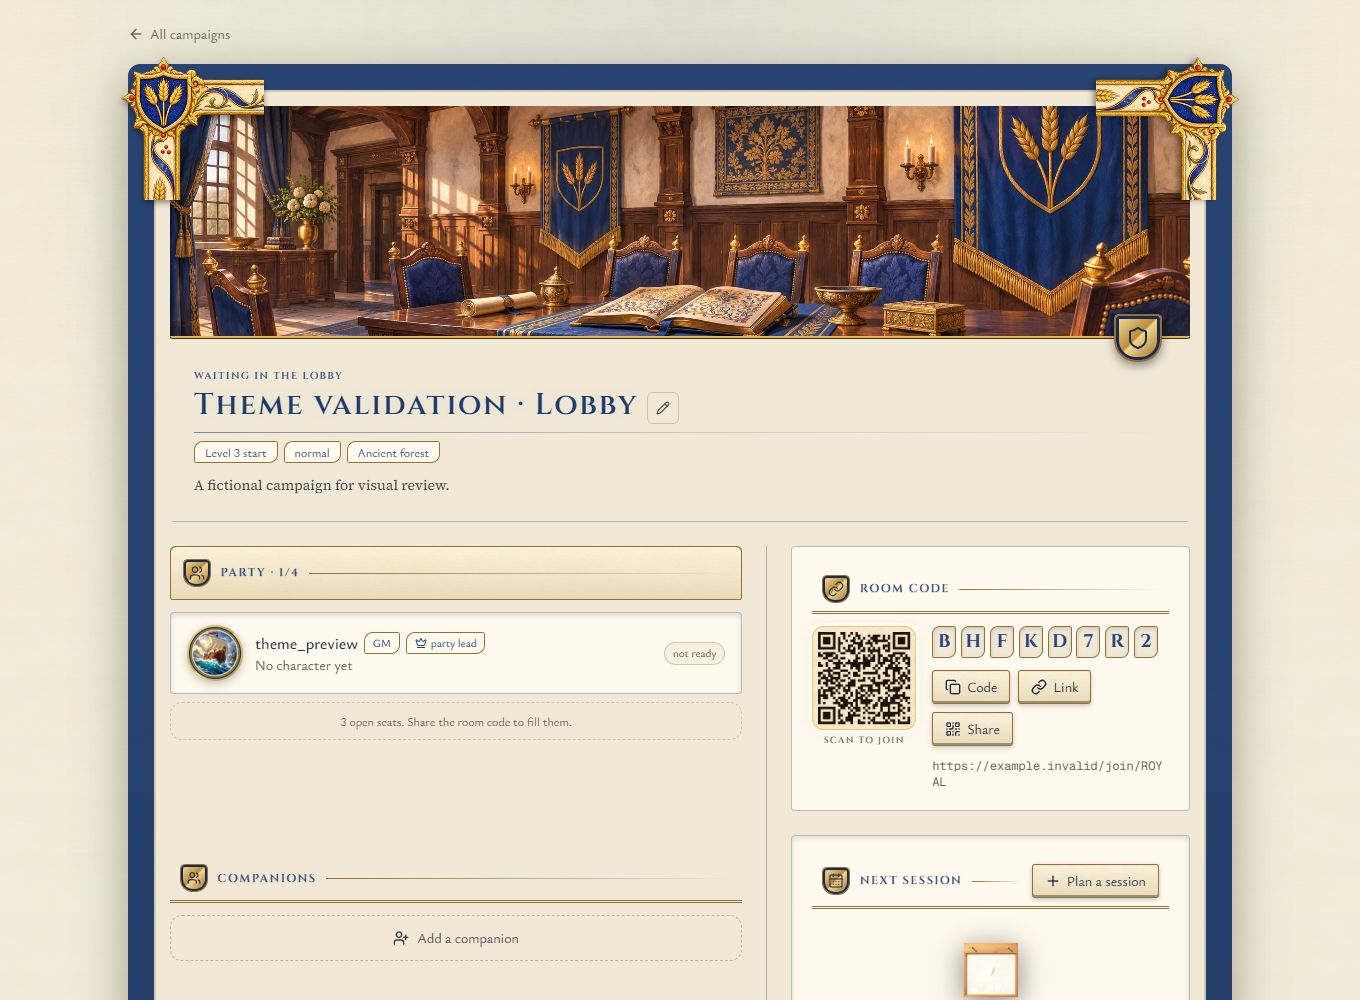 All campaigns
WAITING IN THE LOBBY
THEME VALIDATION · LOBBY
Level 3 start
normal
Ancient forest
A fictional campaign for visual review.
PARTY · 1/4
theme_preview
GM
party lead
No character yet
not ready
3 open seats. Share the room code to fill them.
COMPANIONS
Add a companion
ROOM CODE
B H F K D 7 R 2
Code
Link
Share
SCAN TO JOIN
https://example.invalid/join/ROY
AL
NEXT SESSION
Plan a session